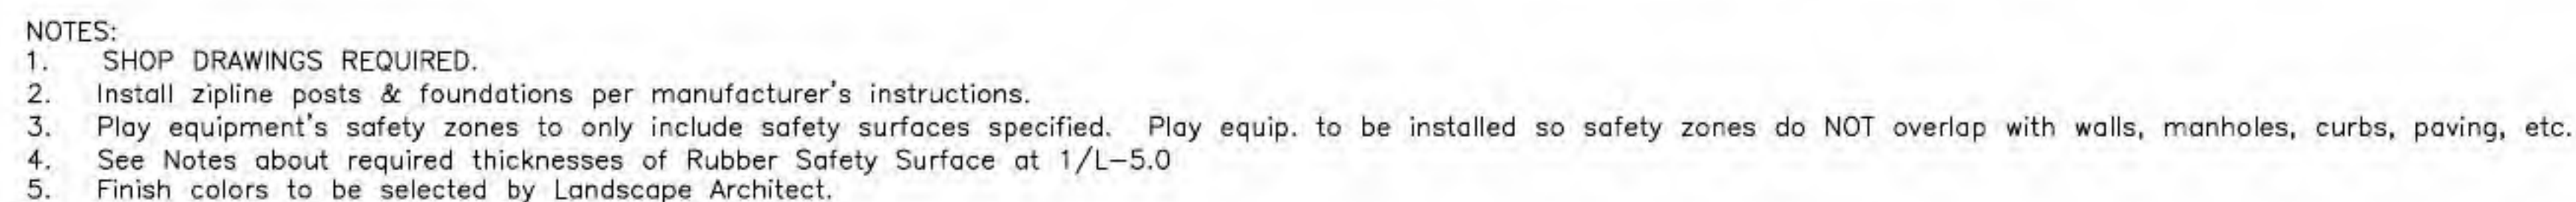 NOTES:
1. SHOP DRAWINGS REQUIRED.
2. Install zipline posts & foundations per manufacturer's instructions.
3. Play equipment's safety zones to only include safety surfaces specified. Play equip. to be installed so safety zones do NOT overlap with walls, manholes, curbs, paving, etc.
4. See Notes about required thicknesses of Rubber Safety Surface at 1/L-5.0
5. Finish colors to be selected by Landscape Architect.